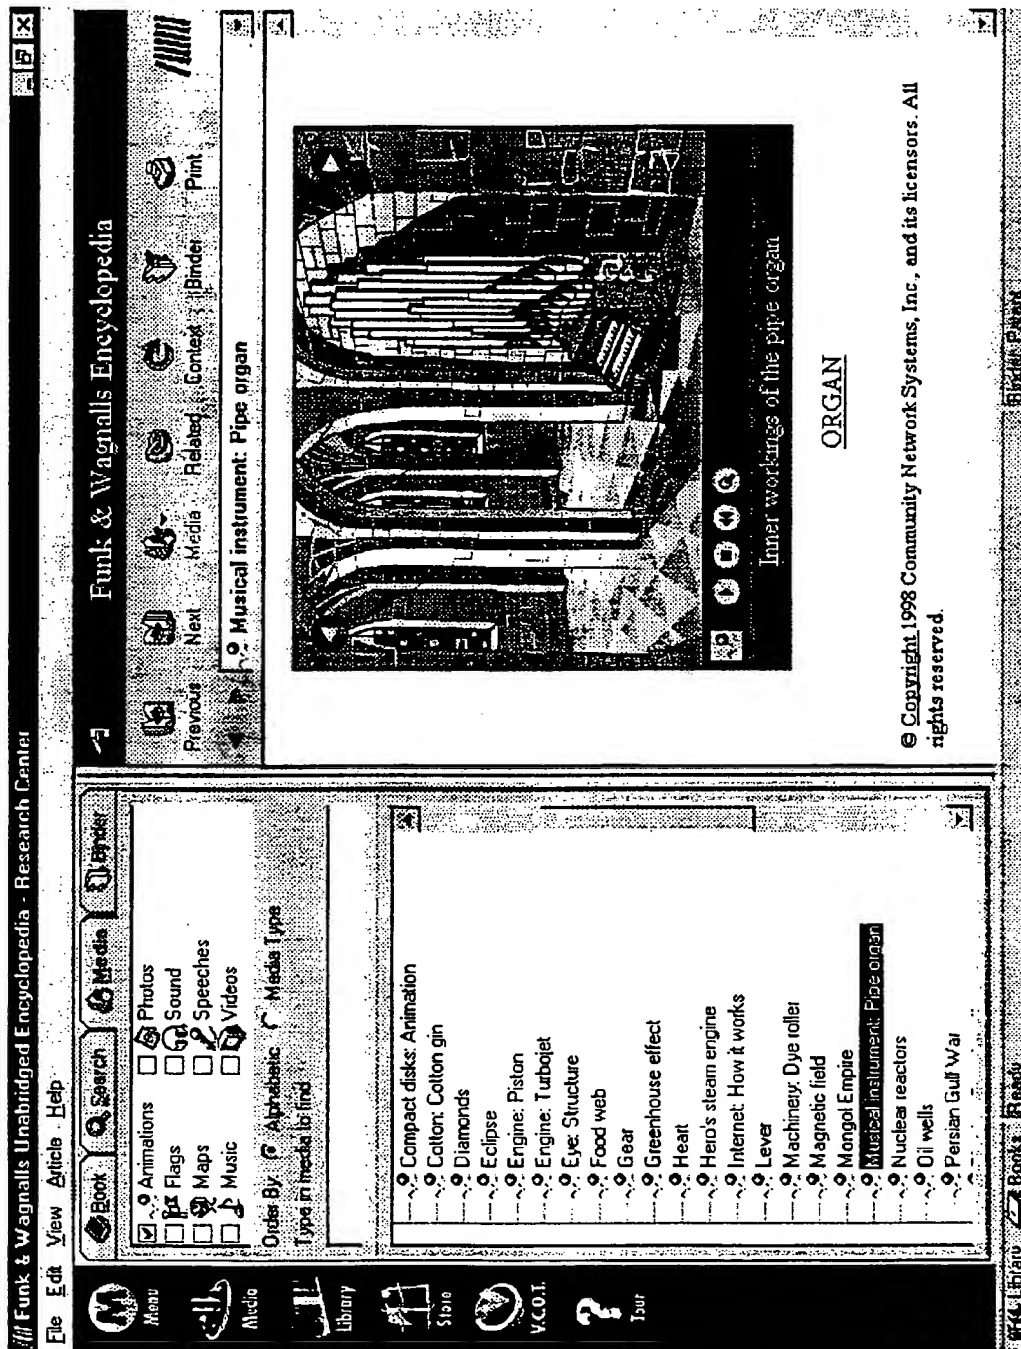 Funk & Wagnalls Unabridged Encyclopedia - Research Center
File Edit View Article Help
Menu
Media
Library
Store
V.C.O.T.
Tour
Book Search Media Binder
Animations Photos
Flags Sound
Maps Speeches
Music Videos
Order By: Alphabetic Media Type
Type in media to find
Compact disks: Animation
Cotton: Cotton gin
Diamonds
Eclipse
Engine: Piston
Engine: Turbojet
Eye: Structure
Food web
Gear
Greenhouse effect
Heart
Hero's steam engine
Internet: How it works
Lever
Machinery: Dye roller
Magnetic field
Mongol Empire
Musical instrument: Pipe organ
Nuclear reactors
Oil wells
Persian Gulf War
Funk & Wagnalls Encyclopedia
Previous Next Media Related Context Binder Print
Musical instrument: Pipe organ
Inner workings of the pipe organ
ORGAN
© Copyright 1998 Community Network Systems, Inc., and its licensors. All
rights reserved.
Library Books Ready